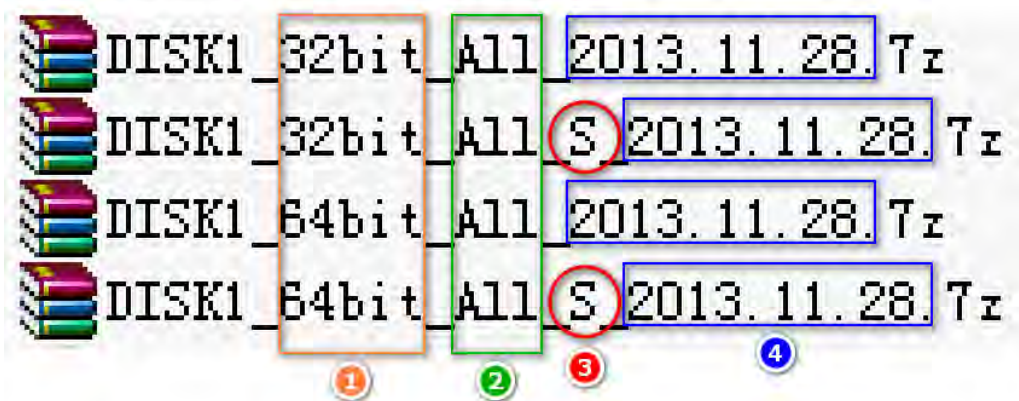 DISK1_32bit_All_2013.11.28.7z
DISK1_32bit_All_S_2013.11.28.7z
DISK1_64bit_All_2013.11.28.7z
DISK1_64bit_All_S_2013.11.28.7z
1 2 3 4